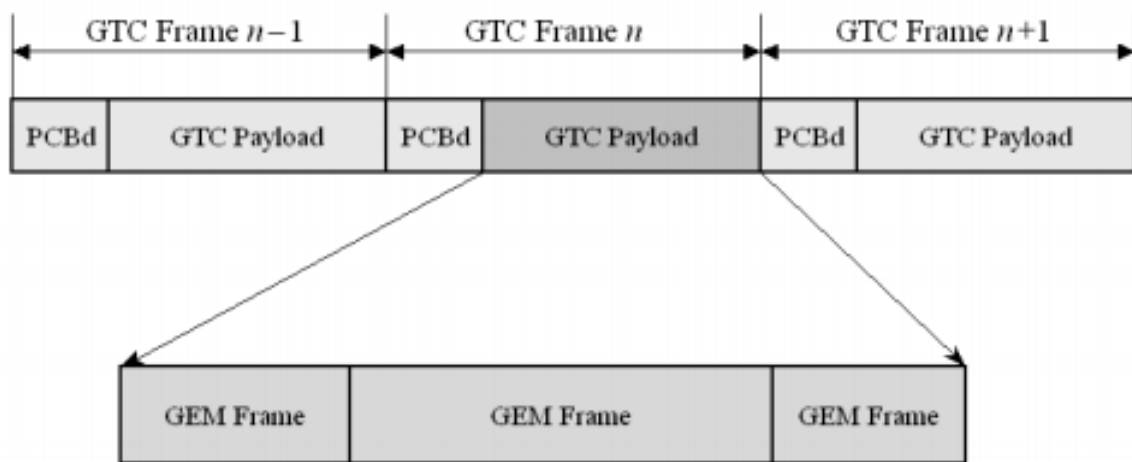 GTC Frame n−1 GTC Frame n GTC Frame n+1
PCBd GTC Payload PCBd GTC Payload PCBd GTC Payload
GEM Frame GEM Frame GEM Frame